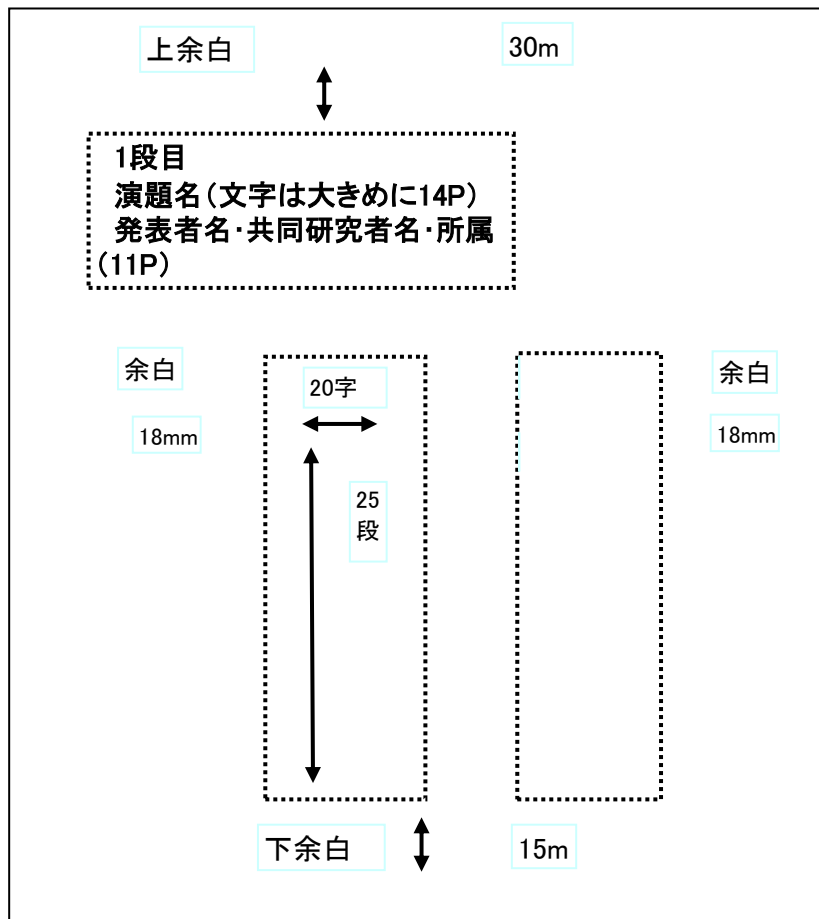 上余白
30m
1段目
演題名(文字は大きめに14P)
発表者名・共同研究者名・所属
(11P)
余白
20字
余白
18mm
18mm
25
段
下余白
15m